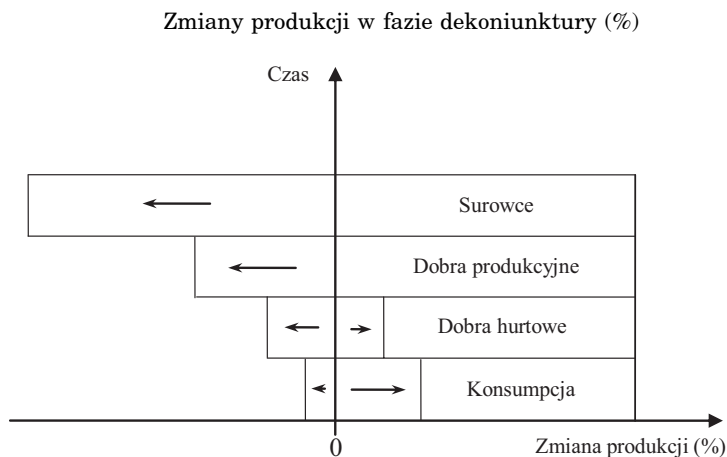 Zmiany produkcji w fazie dekoniunktury (%)
Czas
Surowce
Dobra produkcyjne
Dobra hurtowe
Konsumpcja
0
Zmiana produkcji (%)